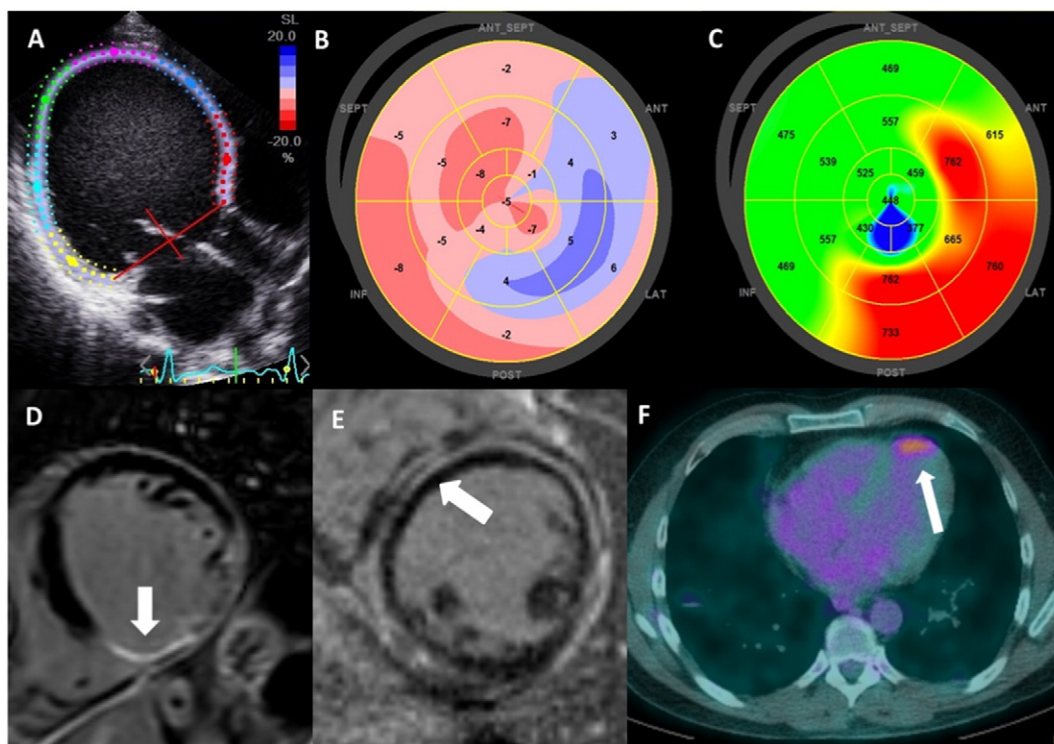 A
SL
20.0
-20.0
%
B
ANT_SEPT
SEPT
ANT
INF
LAT
POST
-2
-7
3
-5
-5
-8
-1
4
-5
-5
-4
-7
5
-8
4
6
-2
C
ANT_SEPT
SEPT
ANT
INF
LAT
POST
469
475
557
615
762
539
525
459
448
557
430
377
665
469
762
760
733
D
E
F